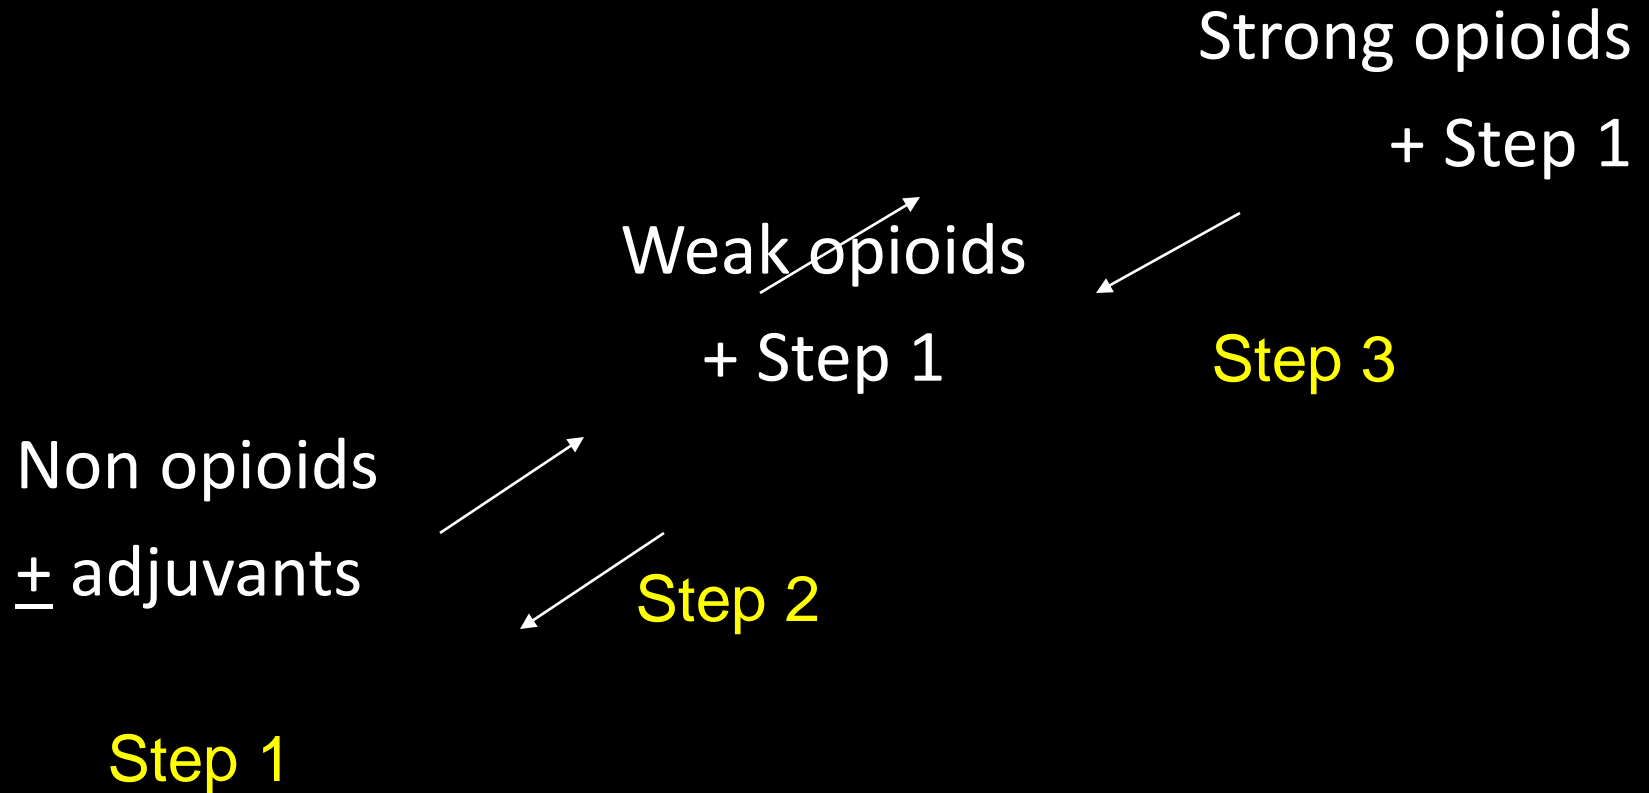 Strong opioids
+ Step 1
Weak opioids
+ Step 1
Step 3
Non opioids
± adjuvants
Step 2
Step 1